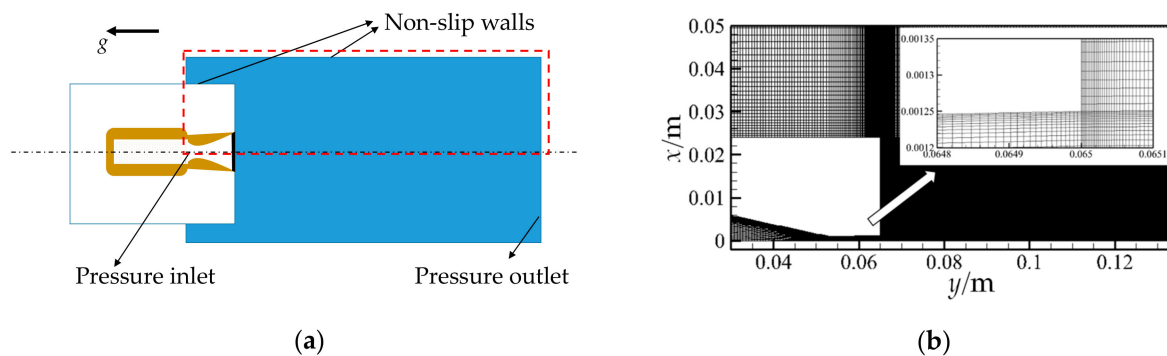 g
Non-slip walls
Pressure inlet
Pressure outlet
(a)
0.05
0.04
0.03
0.02
0.01
0
x/m
0.04
0.06
0.08
0.1
0.12
y/m
0.00135
0.0013
0.00125
0.0012
0.0648
0.0649
0.065
0.0651
(b)